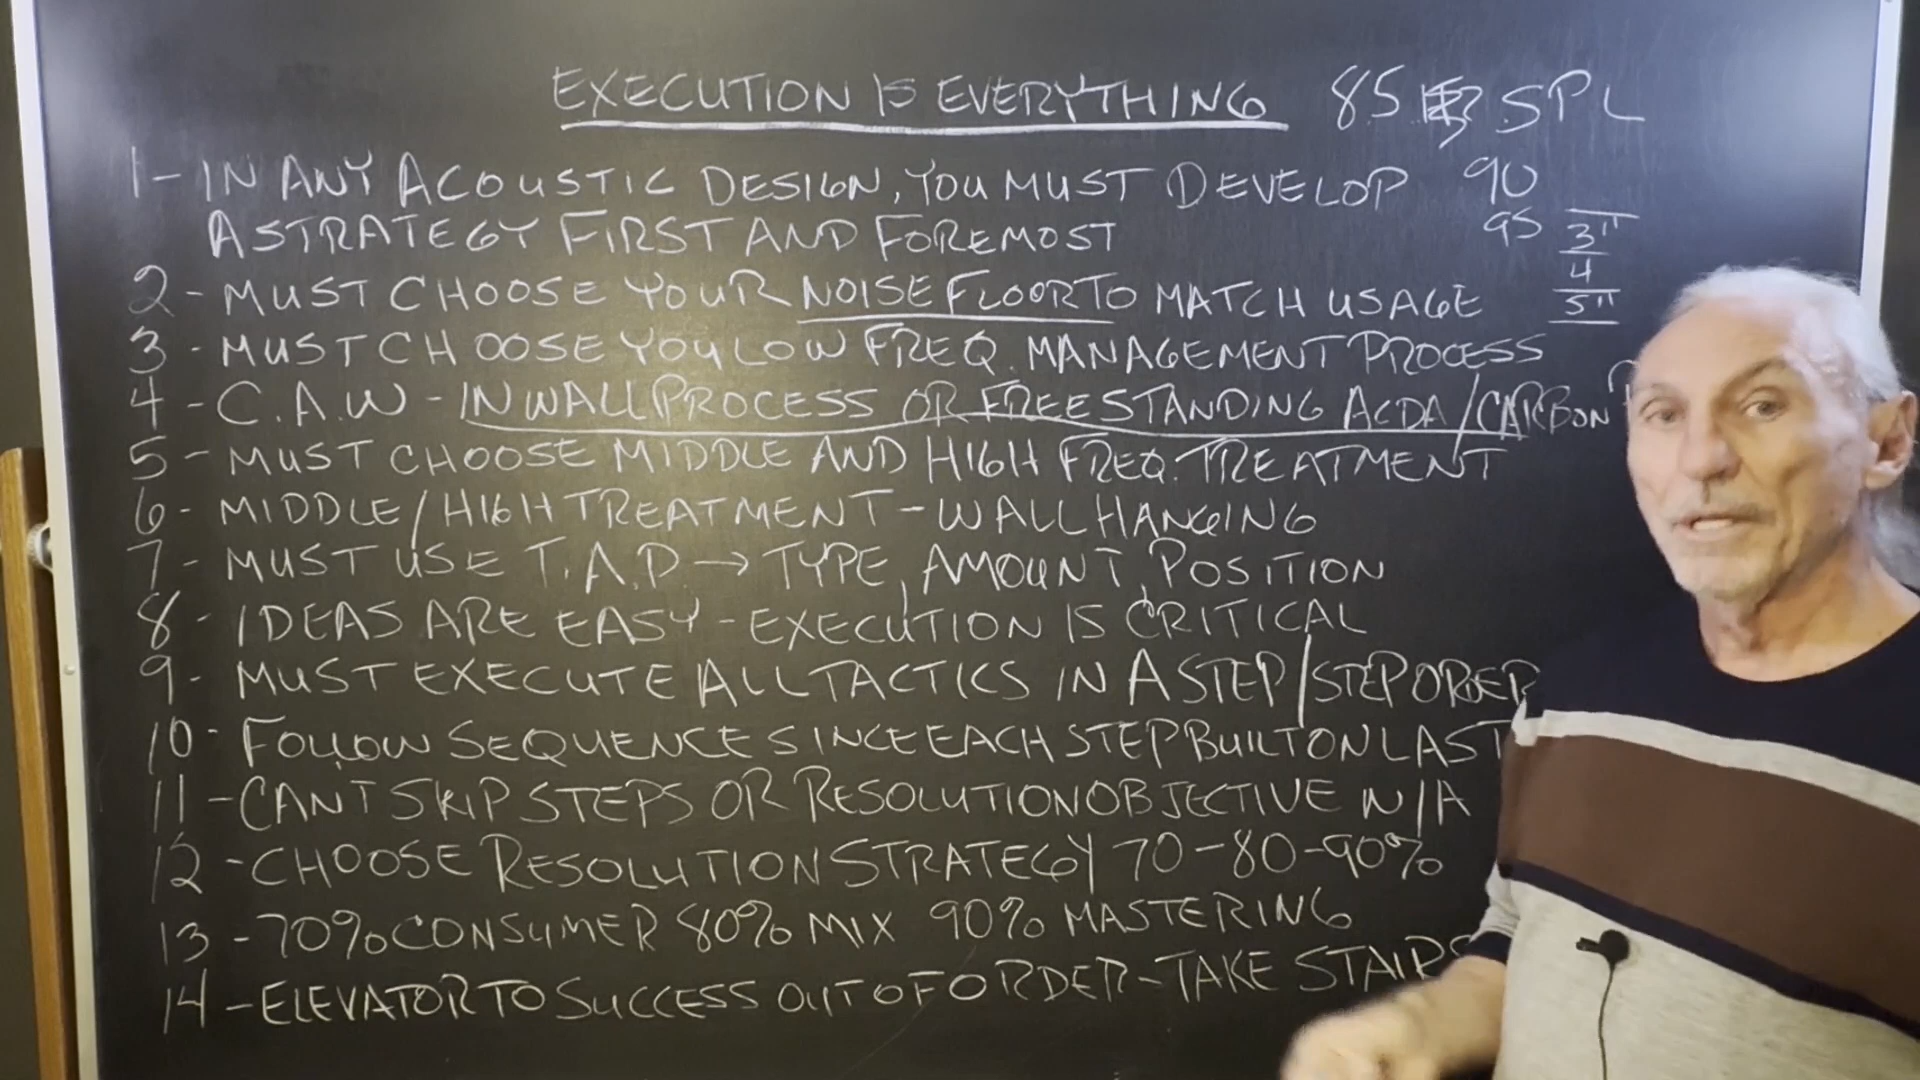 EXECUTION IS EVERYTHING 85 SPL
1- IN ANY ACOUSTIC DESIGN, YOU MUST DEVELOP 90
A STRATEGY FIRST AND FOREMOST 95 3"
4
2 - MUST CHOOSE YOUR NOISE FLOOR TO MATCH USAGE 5"
3 - MUST CHOOSE YOU LOW FREQ. MANAGEMENT PROCESS
4 - C.A.W - IN WALL PROCESS OR FREESTANDING ACDA/CARBON
5 - MUST CHOOSE MIDDLE AND HIGH FREQ. TREATMENT
6 - MIDDLE/HIGH TREATMENT - WALL HANGING
7 - MUST USE T.A.P. → TYPE, AMOUNT, POSITION
8 - IDEAS ARE EASY - EXECUTION IS CRITICAL
9 - MUST EXECUTE ALL TACTICS IN A STEP/STEP ORDER
10 - FOLLOW SEQUENCE SINCE EACH STEP BUILT ON LAST
11 - CANT SKIP STEPS OR RESOLUTION OBJECTIVE N/A
12 - CHOOSE RESOLUTION STRATEGY 70-80-90%
13 - 70% CONSUMER 80% MIX 90% MASTERING
14 - ELEVATOR TO SUCCESS OUT OF ORDER - TAKE STAIRS